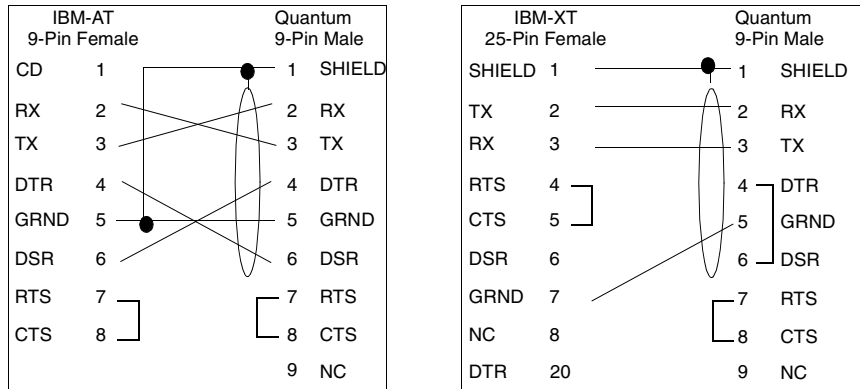 IBM-AT
9-Pin Female
Quantum
9-Pin Male
CD 1 1 SHIELD
RX 2 2 RX
TX 3 3 TX
DTR 4 4 DTR
GRND 5 5 GRND
DSR 6 6 DSR
RTS 7 7 RTS
CTS 8 8 CTS
9 NC
IBM-XT
25-Pin Female
Quantum
9-Pin Male
SHIELD 1 1 SHIELD
TX 2 2 RX
RX 3 3 TX
RTS 4 4 DTR
CTS 5 5 GRND
DSR 6 6 DSR
GRND 7 7 RTS
NC 8 8 CTS
DTR 20 9 NC